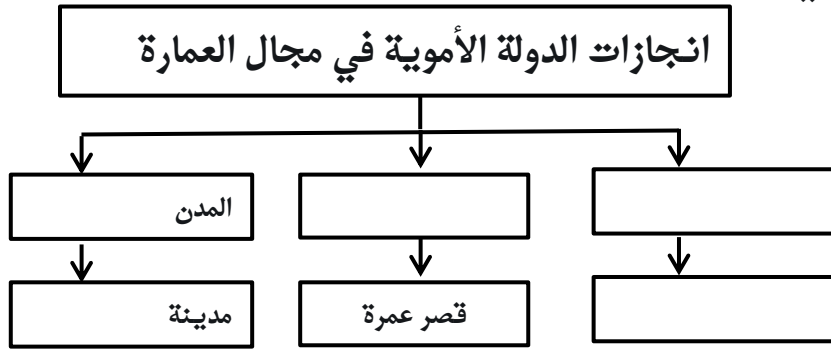 انجازات الدولة الأموية في مجال العمارة
المدن
قصر عمرة
مدينة